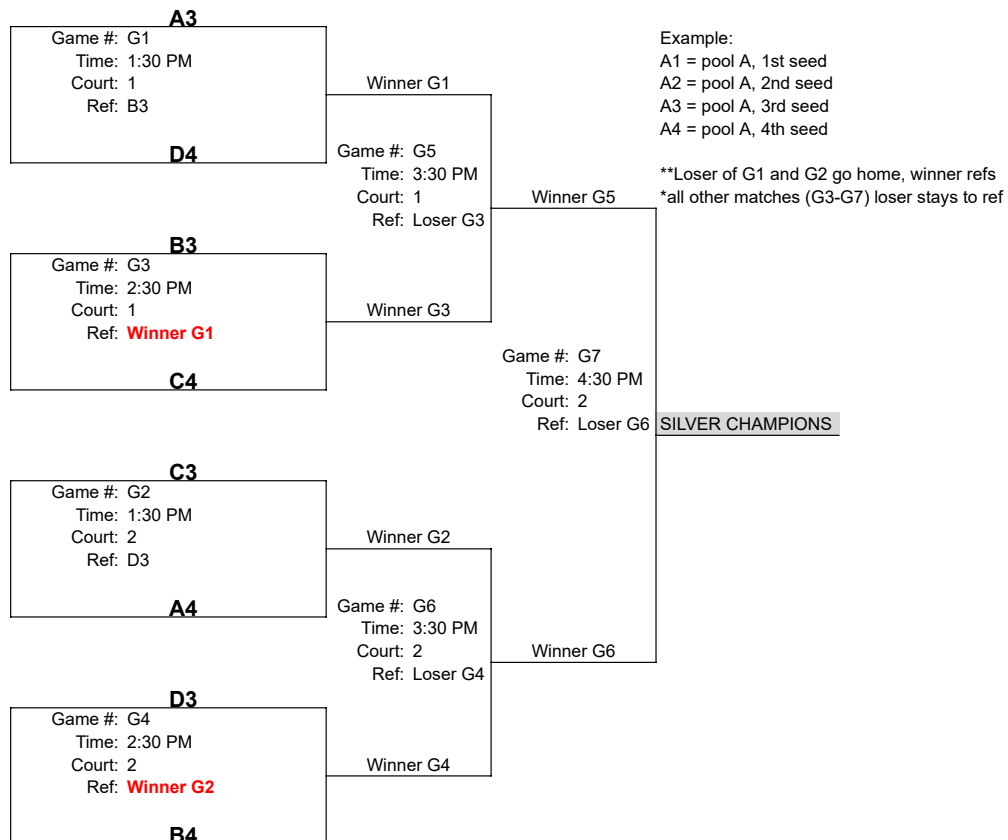 A3
Game #: G1
Time: 1:30 PM
Court: 1
Ref: B3
D4
Winner G1
Game #: G5
Time: 3:30 PM
Court: 1
Ref: Loser G3
B3
Game #: G3
Time: 2:30 PM
Court: 1
Ref: Winner G1
C4
Winner G3
Winner G5
Example:
A1 = pool A, 1st seed
A2 = pool A, 2nd seed
A3 = pool A, 3rd seed
A4 = pool A, 4th seed
**Loser of G1 and G2 go home, winner refs
*all other matches (G3-G7) loser stays to ref
Game #: G7
Time: 4:30 PM
Court: 2
Ref: Loser G6
SILVER CHAMPIONS
C3
Game #: G2
Time: 1:30 PM
Court: 2
Ref: D3
A4
Winner G2
Game #: G6
Time: 3:30 PM
Court: 2
Ref: Loser G4
Winner G6
D3
Game #: G4
Time: 2:30 PM
Court: 2
Ref: Winner G2
B4
Winner G4